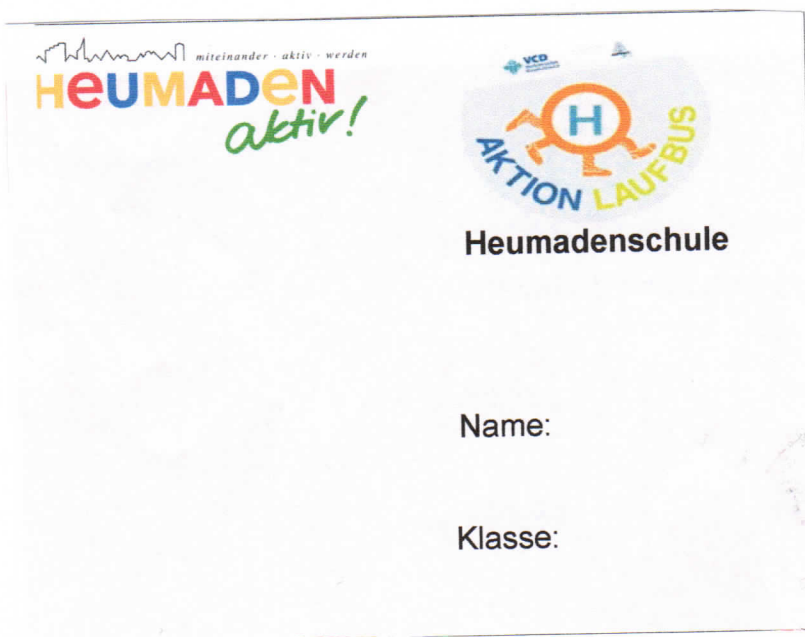 miteinander · aktiv · werden
HeUMADeN
aktiv!
VCD
H
AKTION LAUFBUS
Heumadenschule
Name:
Klasse: